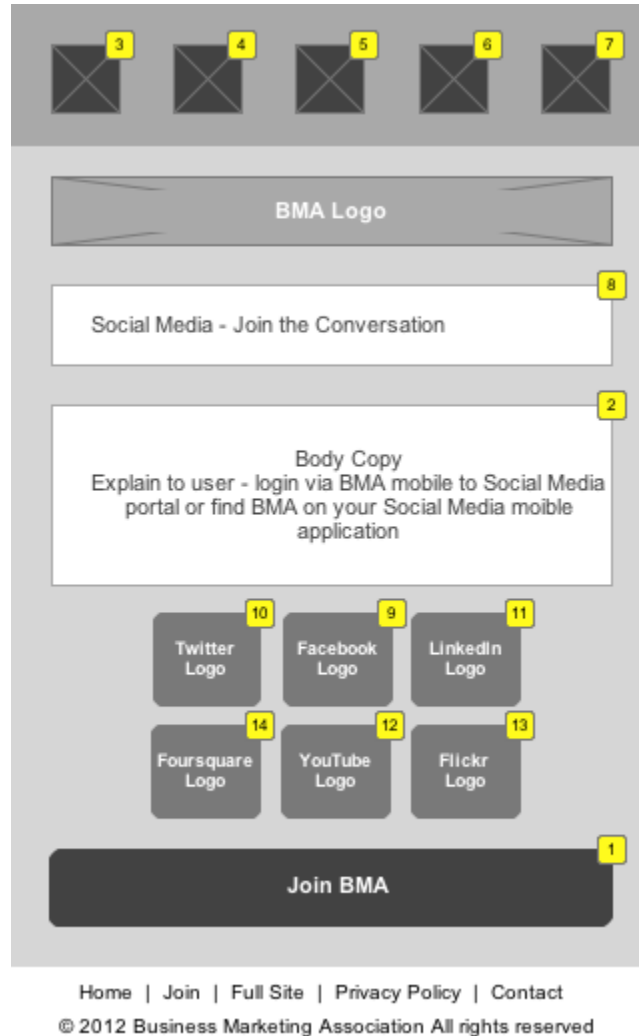 3 4 5 6 7
BMA Logo
8
Social Media - Join the Conversation
2
Body Copy
Explain to user - login via BMA mobile to Social Media
portal or find BMA on your Social Media moible
application
10 9 11
Twitter Facebook LinkedIn
Logo Logo Logo
14 12 13
Foursquare YouTube Flickr
Logo Logo Logo
1
Join BMA
Home | Join | Full Site | Privacy Policy | Contact
© 2012 Business Marketing Association All rights reserved